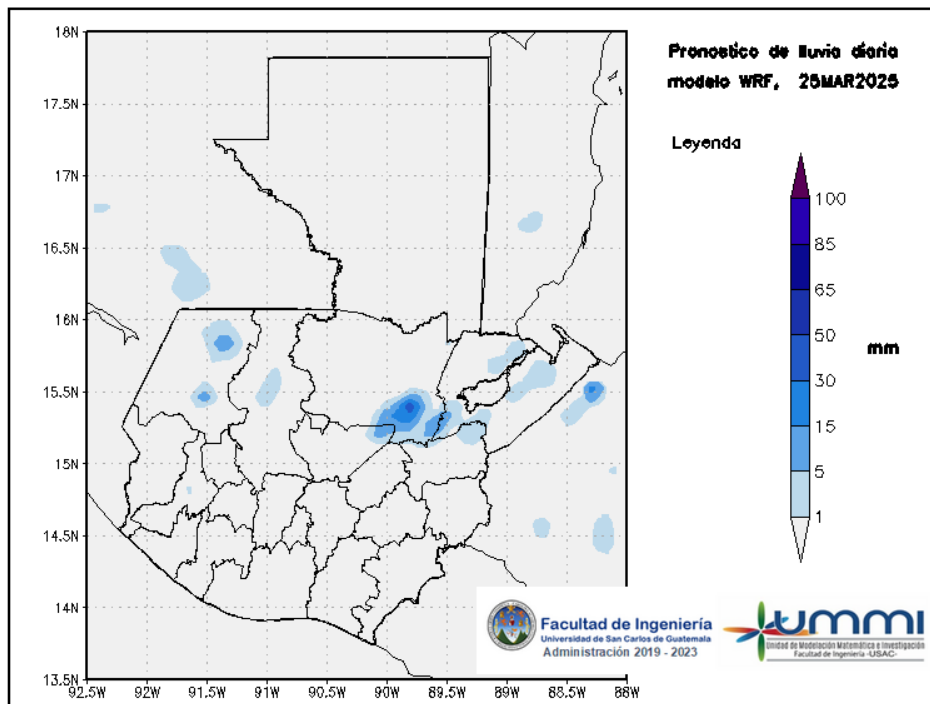 Pronostico de lluvia diaria
modelo WRF, 25MAR2025
Leyenda
100
85
65
50
30
15
5
1
mm
18N
17.5N
17N
16.5N
16N
15.5N
15N
14.5N
14N
13.5N
92.5W
92W
91.5W
91W
90.5W
90W
89.5W
89W
88.5W
88W
Facultad de Ingeniería
Universidad de San Carlos de Guatemala
Administración 2019 - 2023
ummi
Unidad de Modelación Matemática e Investigación
Facultad de Ingeniería -USAC-